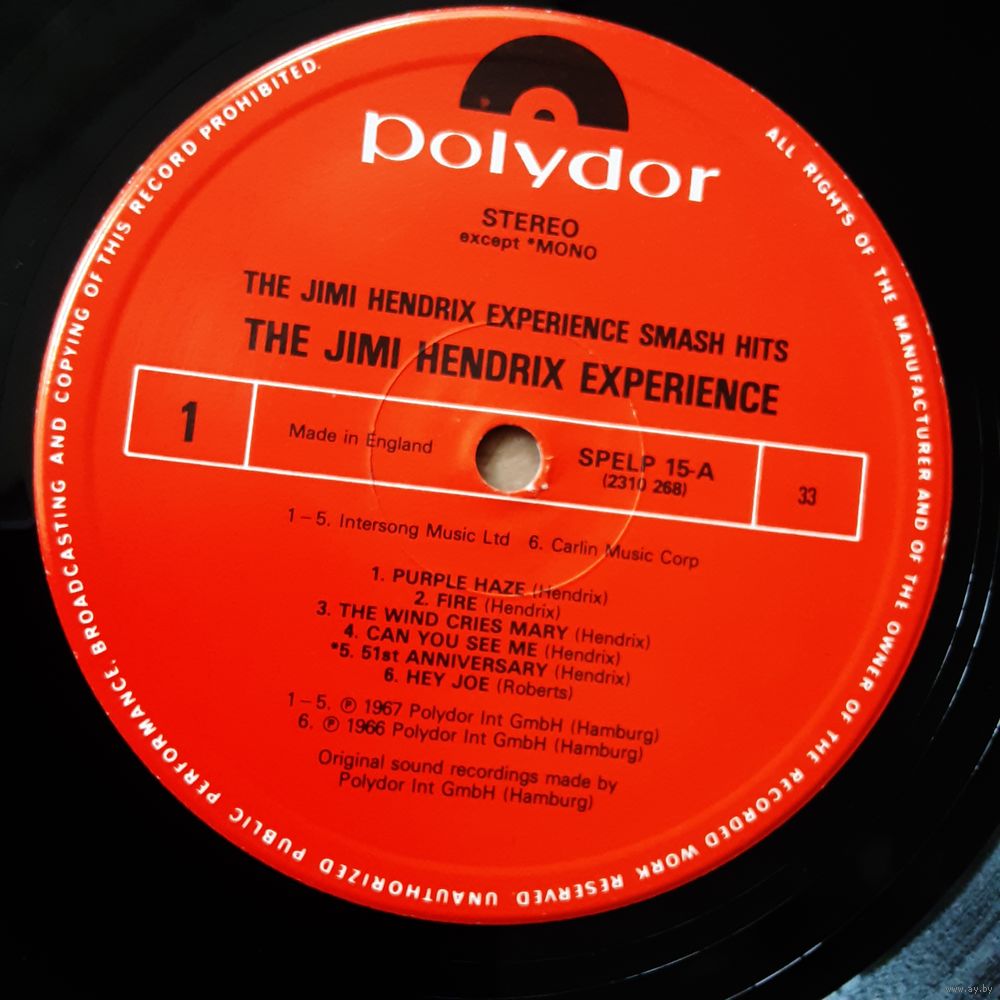 polydor
STEREO
except *MONO
THE JIMI HENDRIX EXPERIENCE SMASH HITS
THE JIMI HENDRIX EXPERIENCE
1
Made in England
SPELP 15-A
(2310 268)
33
1–5. Intersong Music Ltd 6. Carlin Music Corp
1. PURPLE HAZE (Hendrix)
2. FIRE (Hendrix)
3. THE WIND CRIES MARY (Hendrix)
4. CAN YOU SEE ME (Hendrix)
*5. 51st ANNIVERSARY (Hendrix)
6. HEY JOE (Roberts)
1–5. ℗ 1967 Polydor Int GmbH (Hamburg)
6. ℗ 1966 Polydor Int GmbH (Hamburg)
Original sound recordings made by
Polydor Int GmbH (Hamburg)
ALL RIGHTS OF THE MANUFACTURER AND OF THE OWNER OF THE RECORDED WORK RESERVED. UNAUTHORIZED PUBLIC PERFORMANCE, BROADCASTING AND COPYING OF THIS RECORD PROHIBITED.
www.ay.by